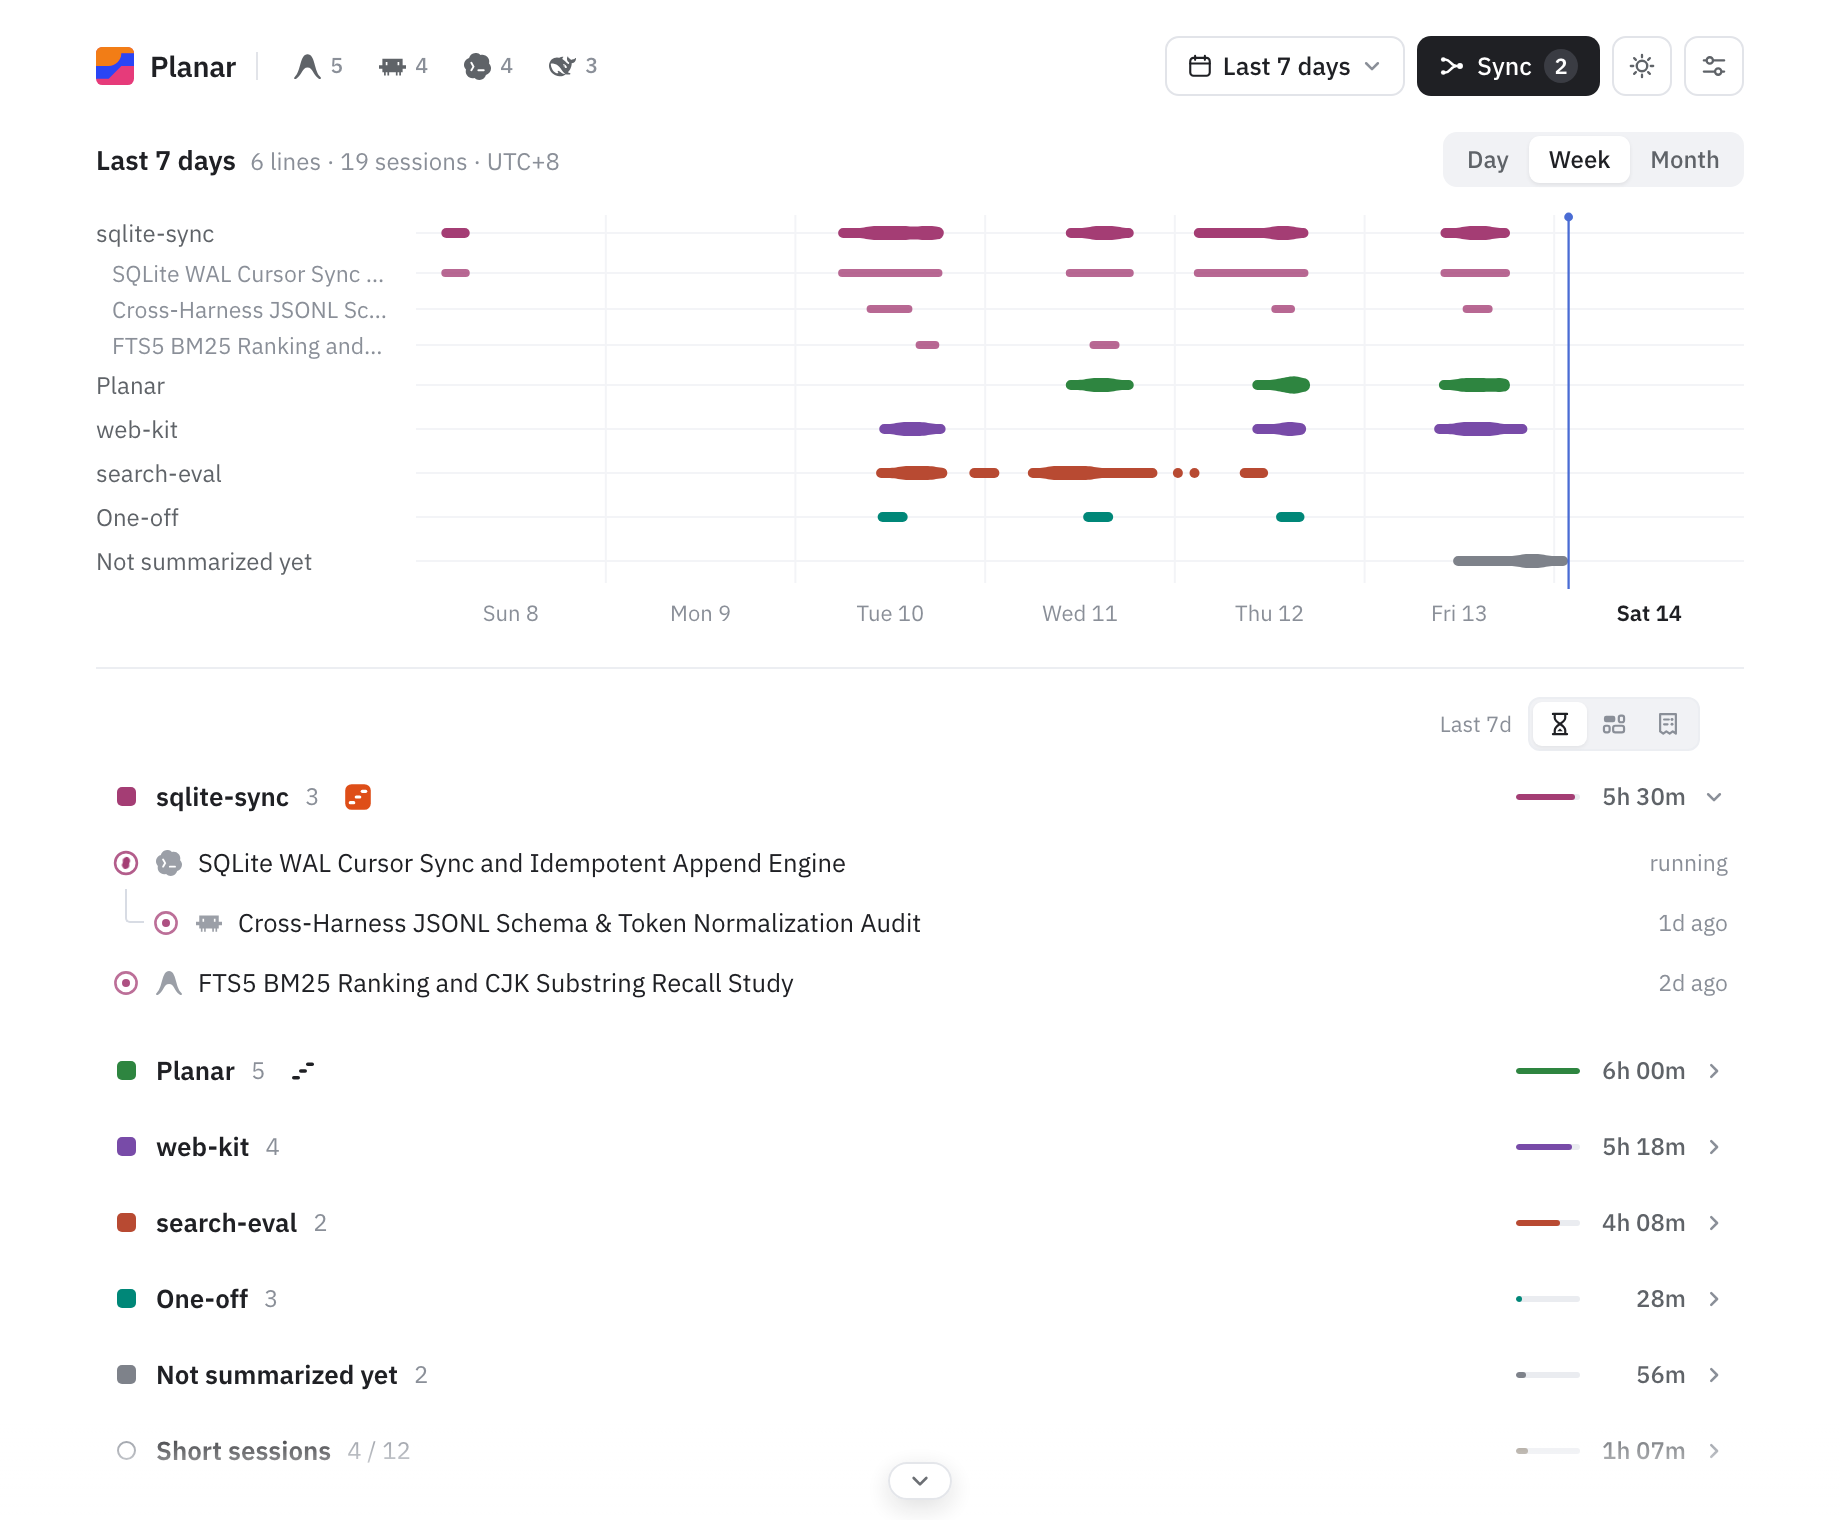 Planar 5 4 4 3 Last 7 days Sync 2
Last 7 days 6 lines · 19 sessions · UTC+8 Day Week Month
sqlite-sync
SQLite WAL Cursor Sync ...
Cross-Harness JSONL Sc...
FTS5 BM25 Ranking and...
Planar
web-kit
search-eval
One-off
Not summarized yet
Sun 8 Mon 9 Tue 10 Wed 11 Thu 12 Fri 13 Sat 14
Last 7d
sqlite-sync 3 5h 30m
SQLite WAL Cursor Sync and Idempotent Append Engine running
Cross-Harness JSONL Schema & Token Normalization Audit 1d ago
FTS5 BM25 Ranking and CJK Substring Recall Study 2d ago
Planar 5 6h 00m
web-kit 4 5h 18m
search-eval 2 4h 08m
One-off 3 28m
Not summarized yet 2 56m
Short sessions 4 / 12 1h 07m